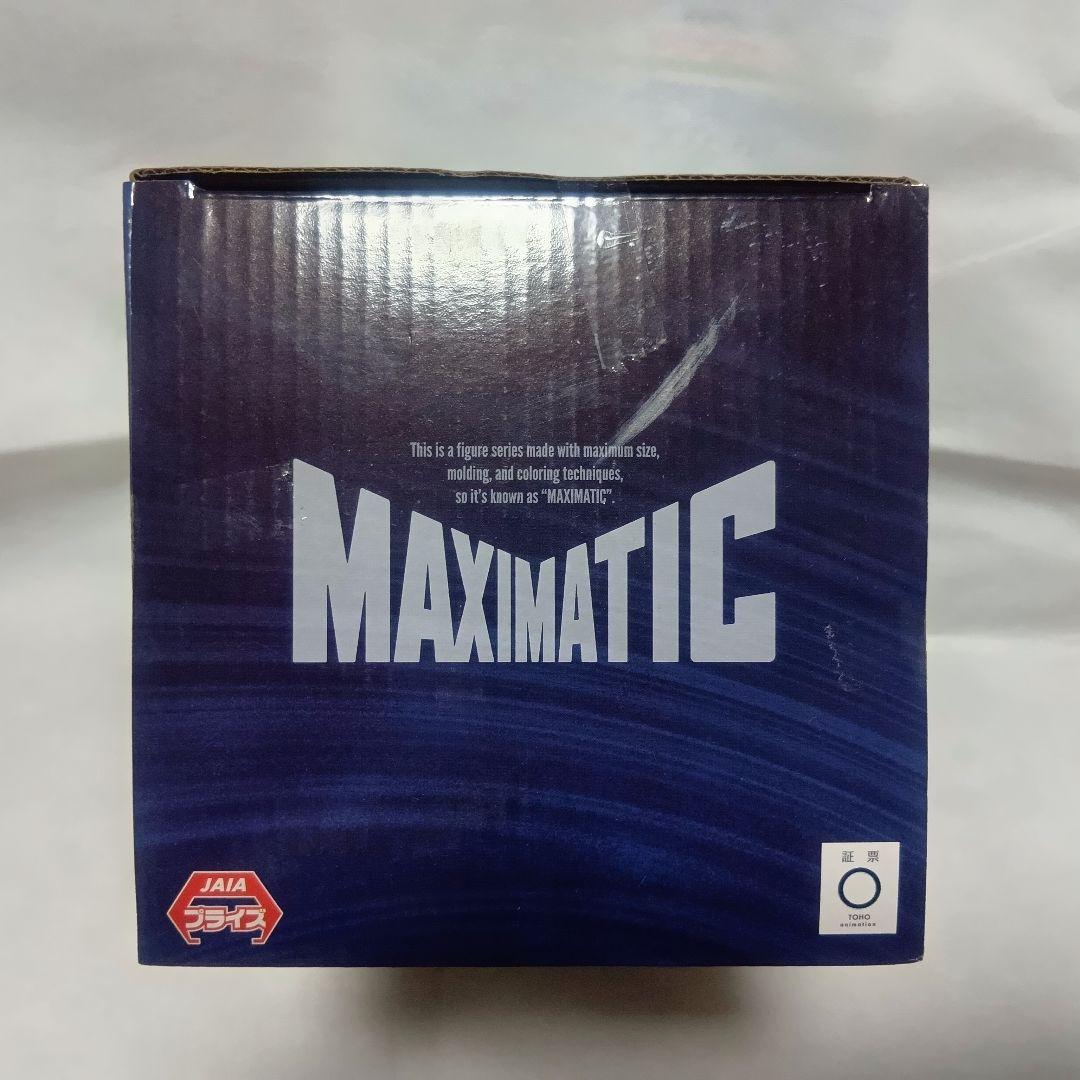 This is a figure series made with maximum size,
molding, and coloring techniques,
so it's known as "MAXIMATIC".
MAXIMATIC
JAIA
プライズ
証票
TOHO
animation